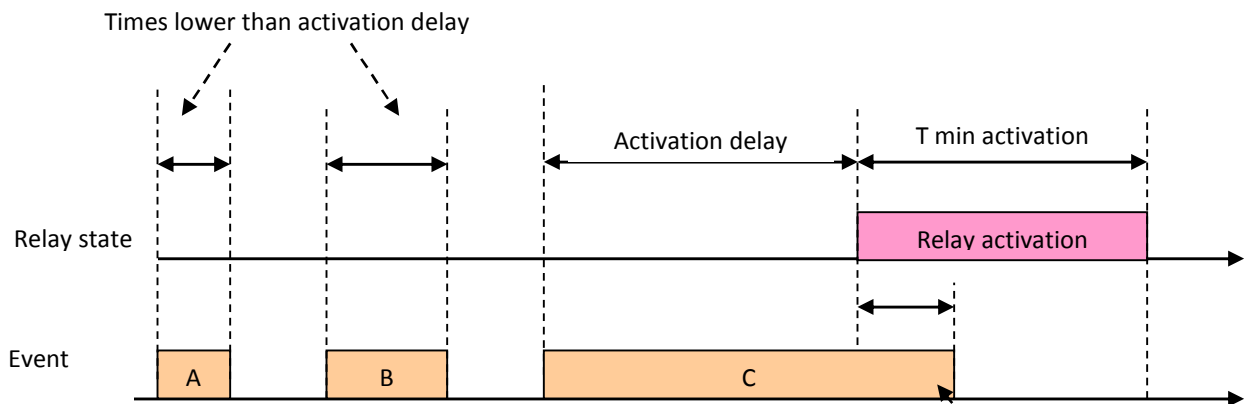 Times lower than activation delay
Activation delay
T min activation
Relay state
Relay activation
Event
A
B
C